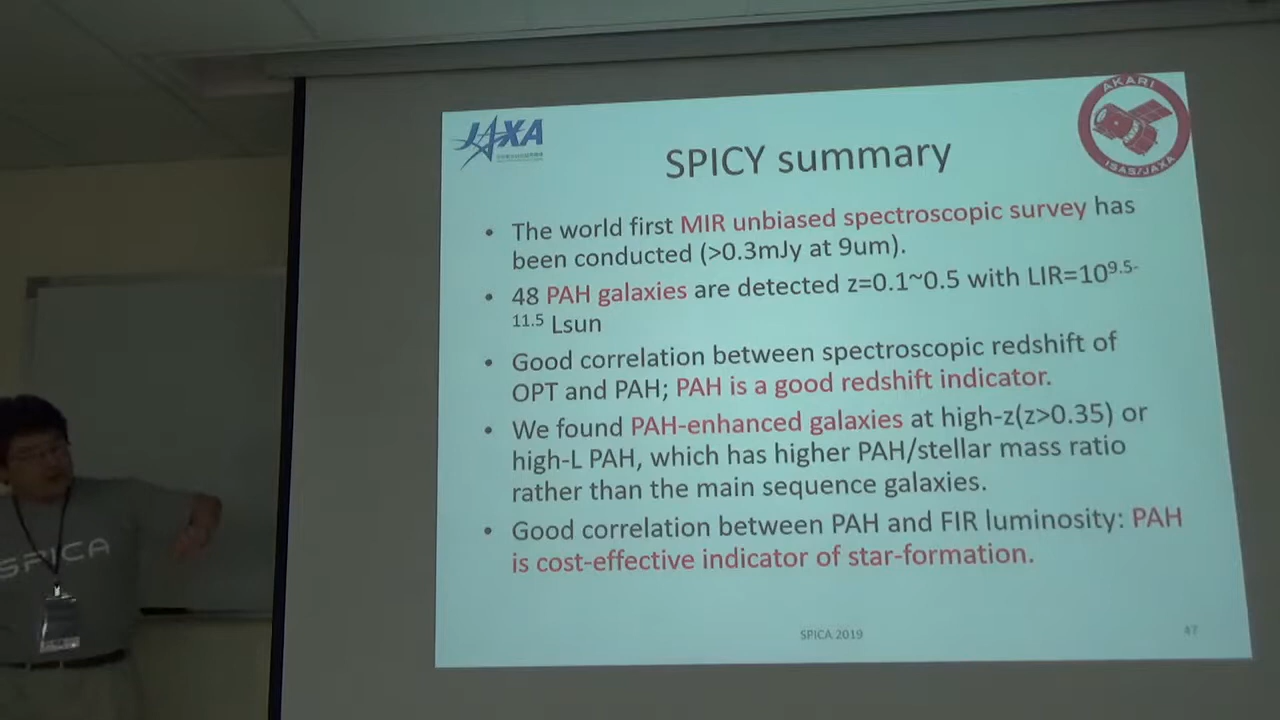 JAXA
AKARI
ISAS/JAXA
SPICY summary
• The world first MIR unbiased spectroscopic survey has
been conducted (>0.3mJy at 9um).
• 48 PAH galaxies are detected z=0.1~0.5 with LIR=10^9.5-
11.5 Lsun
• Good correlation between spectroscopic redshift of
OPT and PAH; PAH is a good redshift indicator.
• We found PAH-enhanced galaxies at high-z(z>0.35) or
high-L PAH, which has higher PAH/stellar mass ratio
rather than the main sequence galaxies.
• Good correlation between PAH and FIR luminosity: PAH
is cost-effective indicator of star-formation.
SPICA 2019
47
SPICA